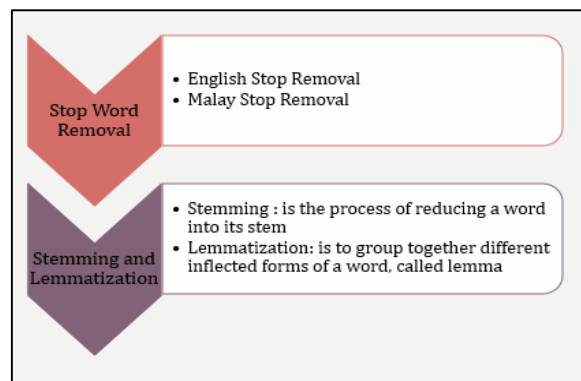 Stop Word
Removal
• English Stop Removal
• Malay Stop Removal
Stemming and
Lemmatization
• Stemming : is the process of reducing a word
into its stem
• Lemmatization: is to group together different
inflected forms of a word, called lemma